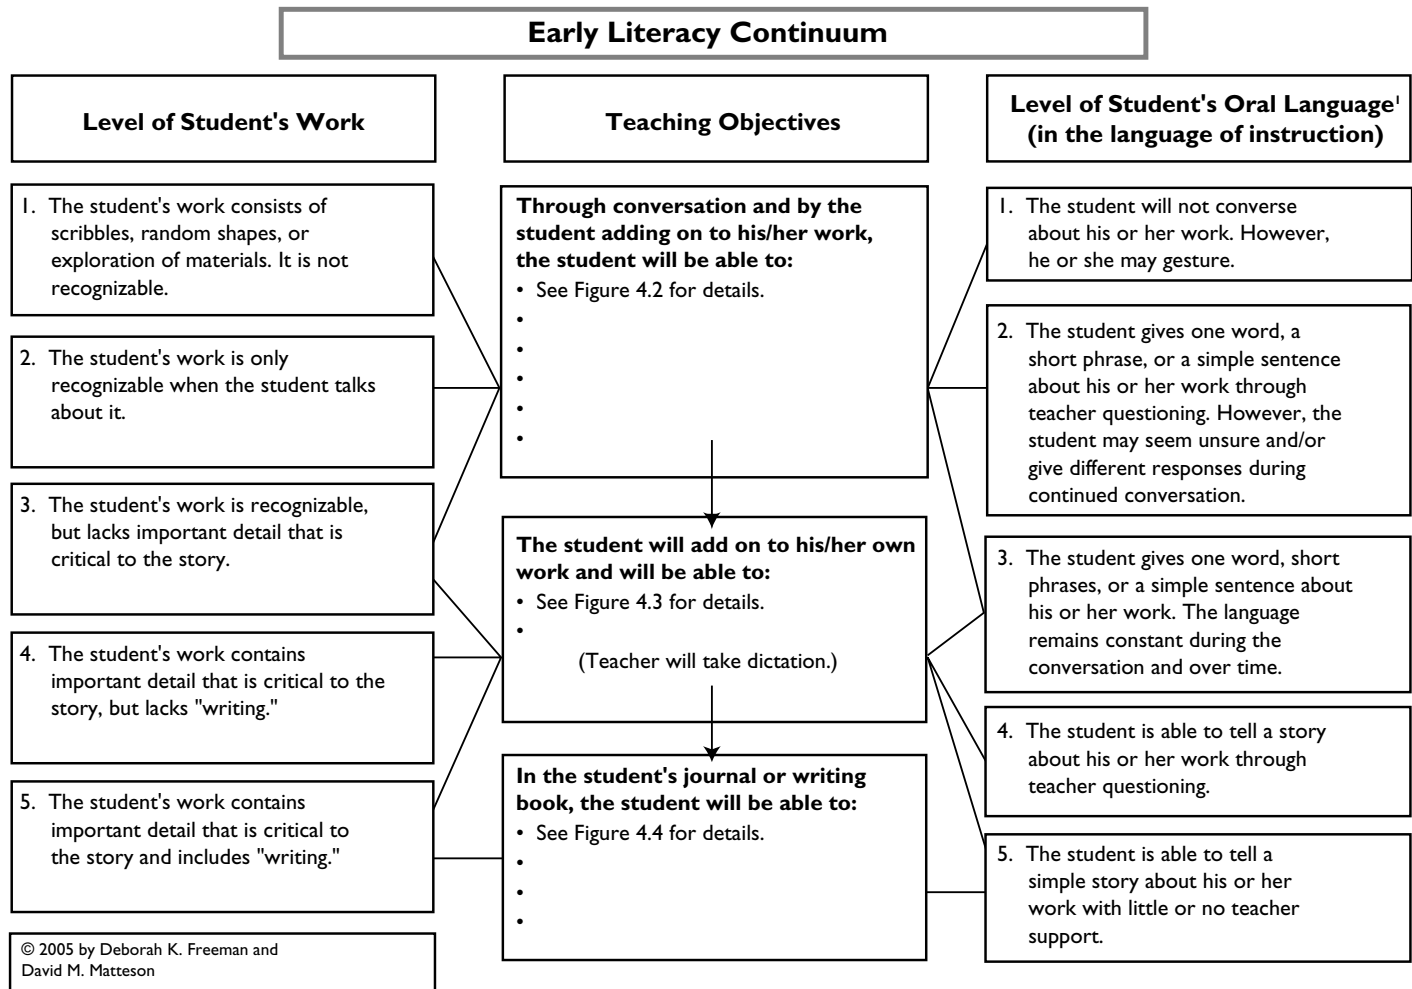 Early Literacy Continuum
Level of Student's Work
Teaching Objectives
Level of Student's Oral Language¹
(in the language of instruction)
1. The student's work consists of
scribbles, random shapes, or
exploration of materials. It is not
recognizable.
2. The student's work is only
recognizable when the student talks
about it.
3. The student's work is recognizable,
but lacks important detail that is
critical to the story.
4. The student's work contains
important detail that is critical to the
story, but lacks "writing."
5. The student's work contains
important detail that is critical to
the story and includes "writing."
© 2005 by Deborah K. Freeman and
David M. Matteson
Through conversation and by the
student adding on to his/her work,
the student will be able to:
• See Figure 4.2 for details.
•
•
•
•
•
The student will add on to his/her own
work and will be able to:
• See Figure 4.3 for details.
•
(Teacher will take dictation.)
In the student's journal or writing
book, the student will be able to:
• See Figure 4.4 for details.
•
•
•
1. The student will not converse
about his or her work. However,
he or she may gesture.
2. The student gives one word, a
short phrase, or a simple sentence
about his or her work through
teacher questioning. However, the
student may seem unsure and/or
give different responses during
continued conversation.
3. The student gives one word, short
phrases, or a simple sentence about
his or her work. The language
remains constant during the
conversation and over time.
4. The student is able to tell a story
about his or her work through
teacher questioning.
5. The student is able to tell a
simple story about his or her
work with little or no teacher
support.